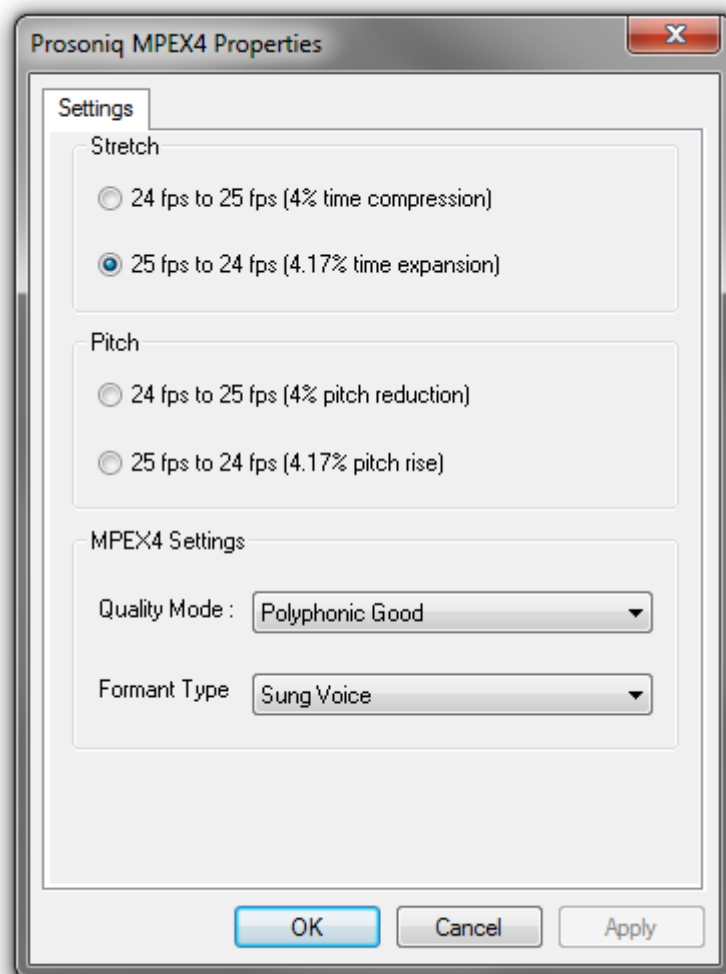 Prosoniq MPEX4 Properties
Settings
Stretch
24 fps to 25 fps (4% time compression)
25 fps to 24 fps (4.17% time expansion)
Pitch
24 fps to 25 fps (4% pitch reduction)
25 fps to 24 fps (4.17% pitch rise)
MPEX4 Settings
Quality Mode : Polyphonic Good
Formant Type Sung Voice
OK Cancel Apply